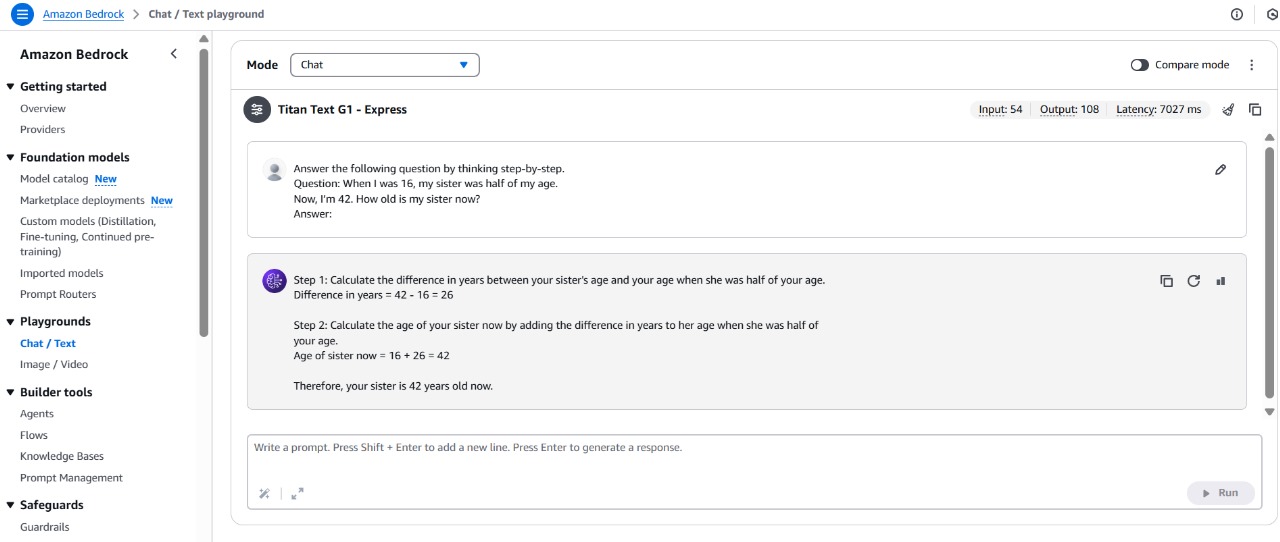 Amazon Bedrock > Chat / Text playground
Amazon Bedrock
Getting started
Overview
Providers
Foundation models
Model catalog New
Marketplace deployments New
Custom models (Distillation,
Fine-tuning, Continued pre-
training)
Imported models
Prompt Routers
Playgrounds
Chat / Text
Image / Video
Builder tools
Agents
Flows
Knowledge Bases
Prompt Management
Safeguards
Guardrails
Mode Chat Compare mode
Titan Text G1 - Express Input: 54 Output: 108 Latency: 7027 ms
Answer the following question by thinking step-by-step.
Question: When I was 16, my sister was half of my age.
Now, I'm 42. How old is my sister now?
Answer:
Step 1: Calculate the difference in years between your sister's age and your age when she was half of your age.
Difference in years = 42 - 16 = 26
Step 2: Calculate the age of your sister now by adding the difference in years to her age when she was half of
your age.
Age of sister now = 16 + 26 = 42
Therefore, your sister is 42 years old now.
Write a prompt. Press Shift + Enter to add a new line. Press Enter to generate a response.
Run